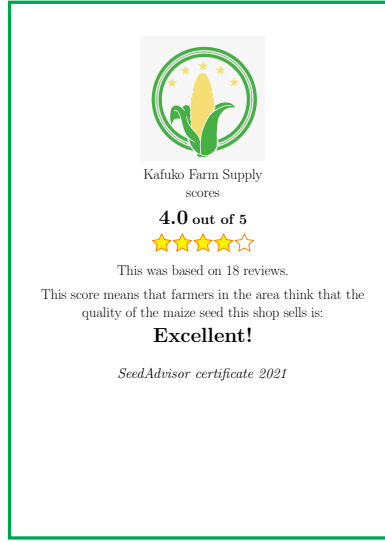 Kafuko Farm Supply
scores
4.0 out of 5
This was based on 18 reviews.
This score means that farmers in the area think that the
quality of the maize seed this shop sells is:
Excellent!
SeedAdvisor certificate 2021